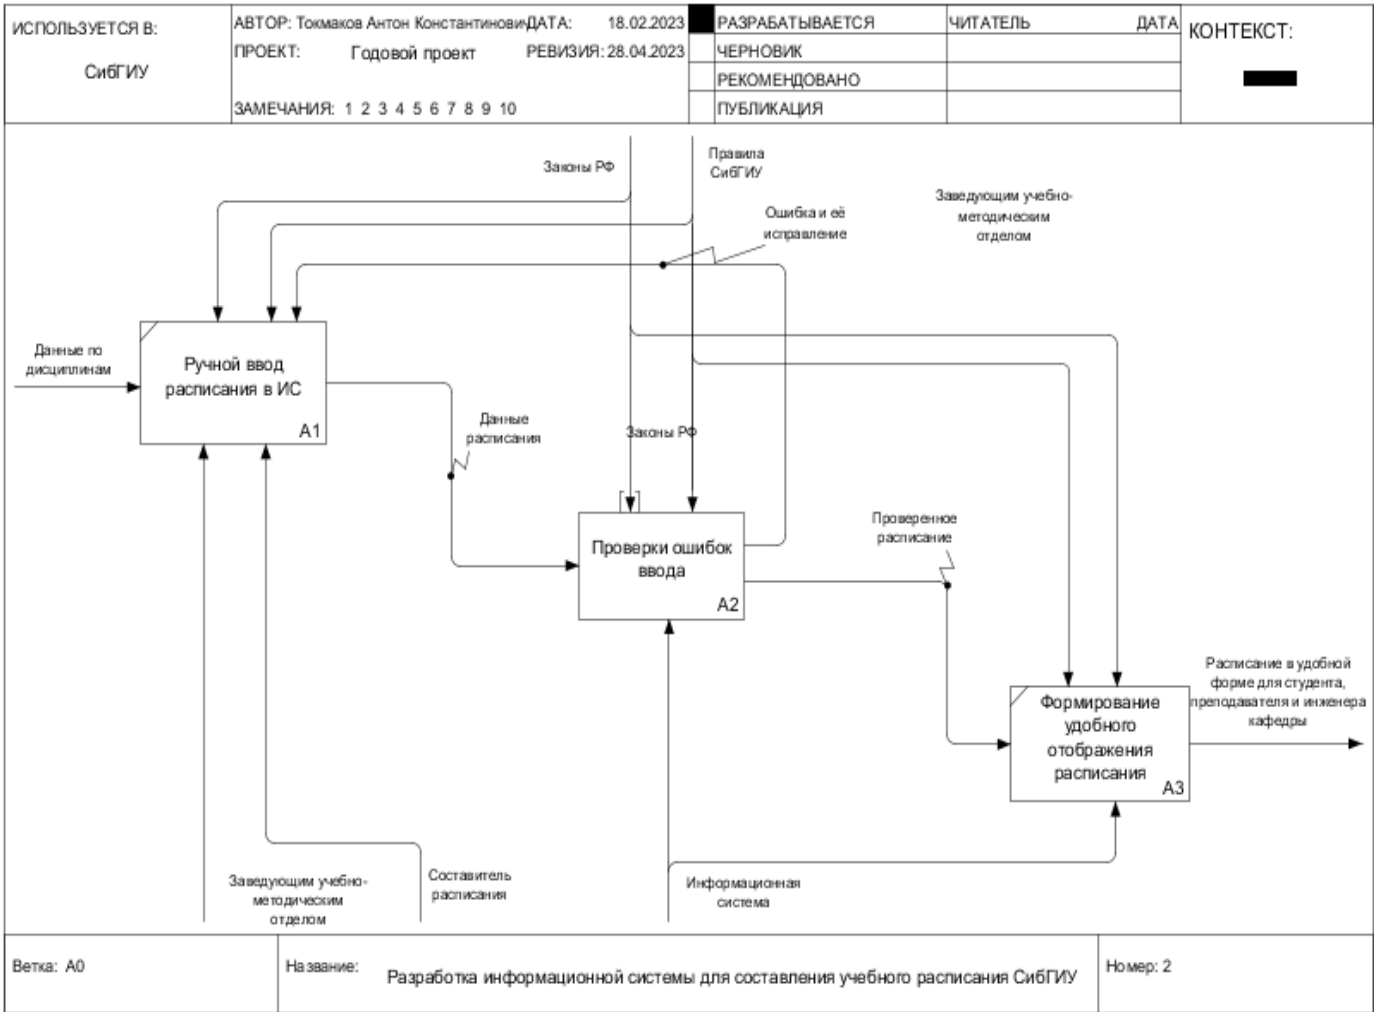 ИСПОЛЬЗУЕТСЯ В:
СибГИУ
АВТОР: Токмаков Антон Константинович
ДАТА: 18.02.2023
ПРОЕКТ: Годовой проект
РЕВИЗИЯ: 28.04.2023
ЗАМЕЧАНИЯ: 1 2 3 4 5 6 7 8 9 10
РАЗРАБАТЫВАЕТСЯ
ЧЕРНОВИК
РЕКОМЕНДОВАНО
ПУБЛИКАЦИЯ
ЧИТАТЕЛЬ
ДАТА
КОНТЕКСТ:
Законы РФ
Правила
СибГИУ
Ошибка и её
исправление
Заведующим учебно-
методическим
отделом
Данные по
дисциплинам
Ручной ввод
расписания в ИС
A1
Данные
расписания
Законы РФ
Проверки ошибок
ввода
A2
Проверенное
расписание
Формирование
удобного
отображения
расписания
A3
Расписание в удобной
форме для студента,
преподавателя и инженера
кафедры
Заведующим учебно-
методическим
отделом
Составитель
расписания
Информационная
система
Ветка: A0
Название:
Разработка информационной системы для составления учебного расписания СибГИУ
Номер: 2